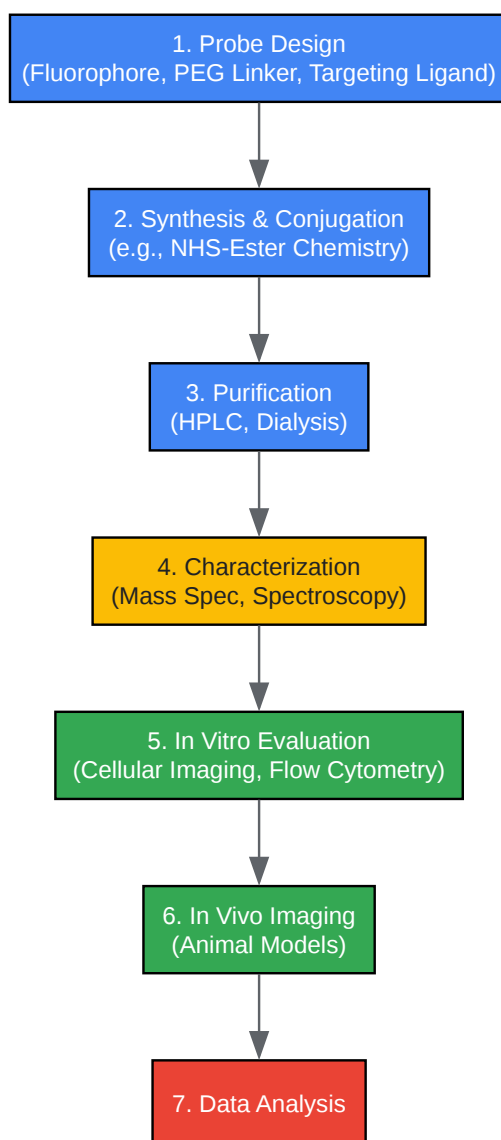 1. Probe Design
(Fluorophore, PEG Linker, Targeting Ligand)
2. Synthesis & Conjugation
(e.g., NHS-Ester Chemistry)
3. Purification
(HPLC, Dialysis)
4. Characterization
(Mass Spec, Spectroscopy)
5. In Vitro Evaluation
(Cellular Imaging, Flow Cytometry)
6. In Vivo Imaging
(Animal Models)
7. Data Analysis